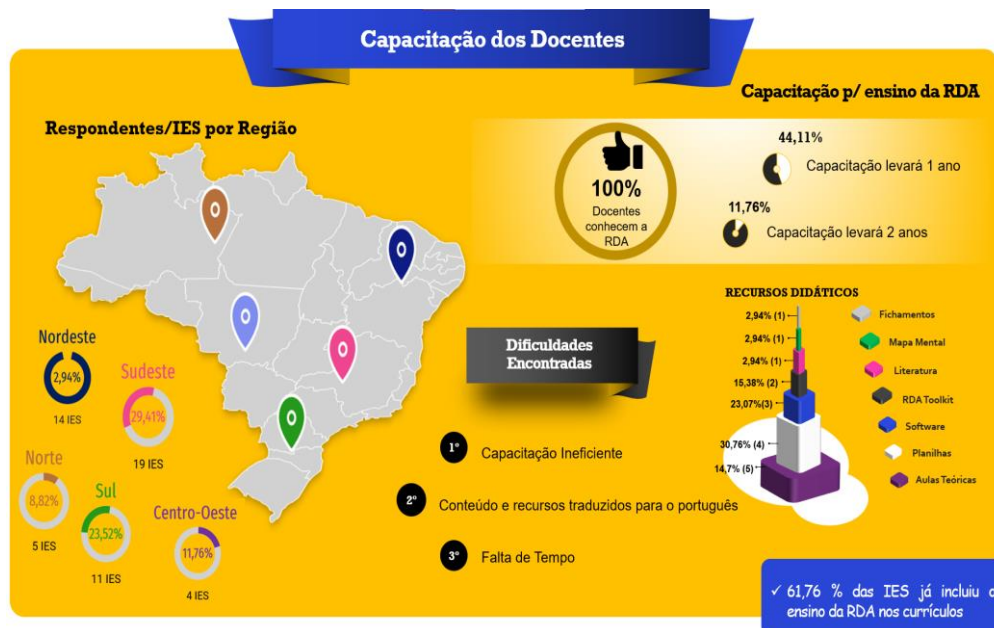 Capacitação dos Docentes
Capacitação p/ ensino da RDA
Respondentes/IES por Região
100%
Docentes
conhecem a
RDA
44,11%
Capacitação levará 1 ano
11,76%
Capacitação levará 2 anos
Nordeste
2,94%
14 IES
Sudeste
29,41%
19 IES
Norte
8,82%
5 IES
Sul
23,52%
11 IES
Centro-Oeste
11,76%
4 IES
Dificuldades
Encontradas
1º
Capacitação Ineficiente
2º
Conteúdo e recursos traduzidos para o português
3º
Falta de Tempo
RECURSOS DIDÁTICOS
2,94% (1)
2,94% (1)
2,94% (1)
15,38% (2)
23,07%(3)
30,76% (4)
14,7% (5)
Fichamentos
Mapa Mental
Literatura
RDA Toolkit
Software
Planilhas
Aulas Teóricas
✓ 61,76 % das IES já incluiu
ensino da RDA nos currículos